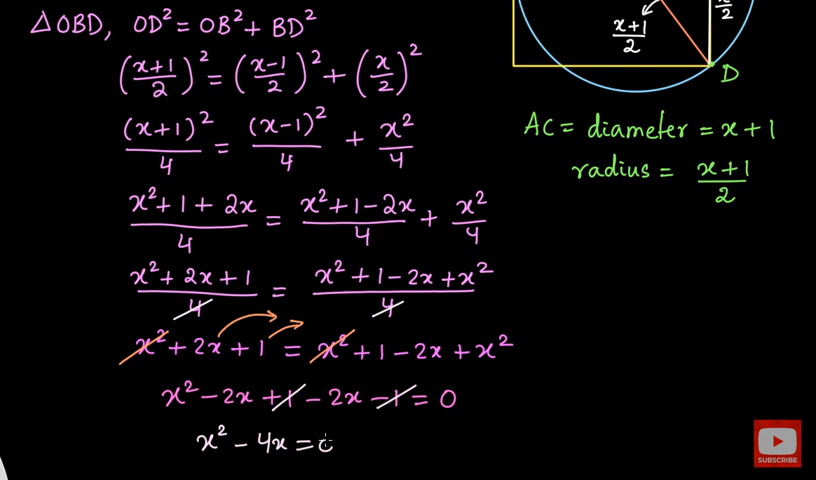 △OBD, OD² = OB² + BD²
((x+1)/2)² = ((x-1)/2)² + (x/2)²
(x+1)²/4 = (x-1)²/4 + x²/4
(x²+1+2x)/4 = (x²+1-2x)/4 + x²/4
(x²+2x+1)/4 = (x²+1-2x+x²)/4
x²+2x+1 = x²+1-2x+x²
x²-2x+1-2x-1=0
x²-4x=0
(x+1)/2
x/2
D
AC = diameter = x+1
radius = (x+1)/2
SUBSCRIBE